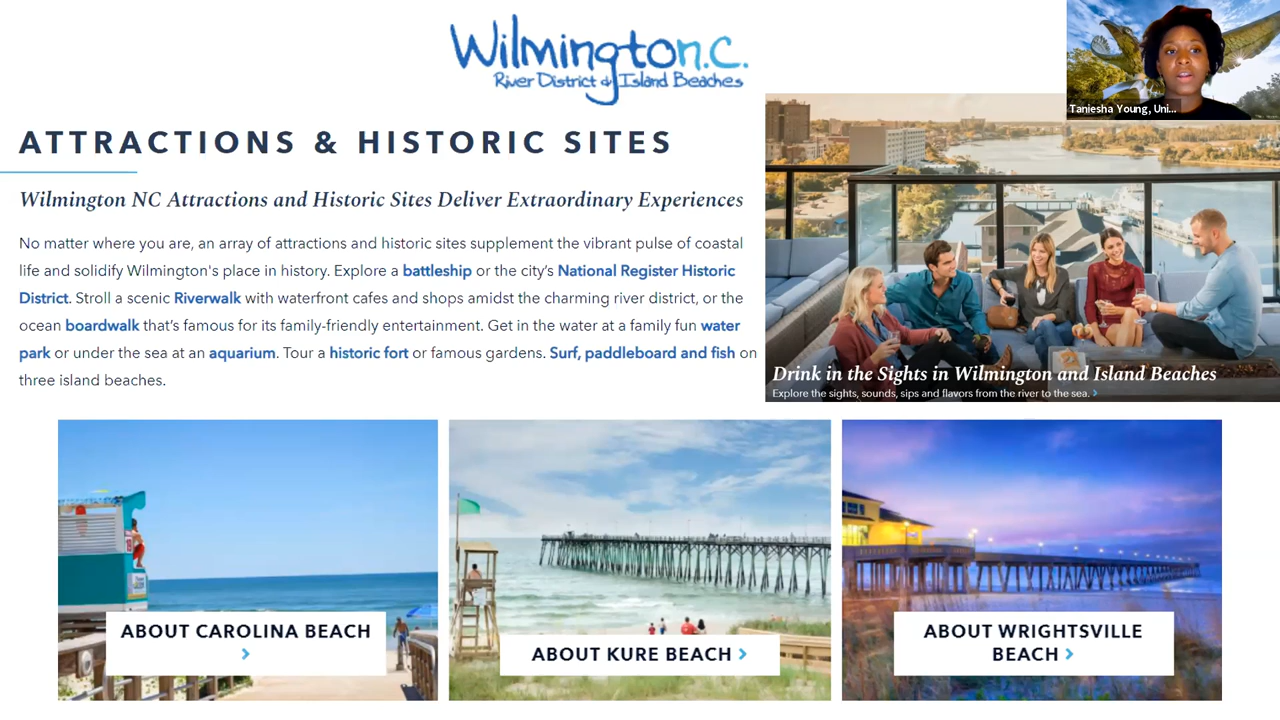 Wilmington n.c.
River District & Island Beaches
Taniesha Young, Uni...
ATTRACTIONS & HISTORIC SITES
Wilmington NC Attractions and Historic Sites Deliver Extraordinary Experiences
No matter where you are, an array of attractions and historic sites supplement the vibrant pulse of coastal
life and solidify Wilmington's place in history. Explore a battleship or the city's National Register Historic
District. Stroll a scenic Riverwalk with waterfront cafes and shops amidst the charming river district, or the
ocean boardwalk that's famous for its family-friendly entertainment. Get in the water at a family fun water
park or under the sea at an aquarium. Tour a historic fort or famous gardens. Surf, paddleboard and fish on
three island beaches.
Drink in the Sights in Wilmington and Island Beaches
Explore the sights, sounds, sips and flavors from the river to the sea. >
ABOUT CAROLINA BEACH
>
ABOUT KURE BEACH >
ABOUT WRIGHTSVILLE
BEACH >